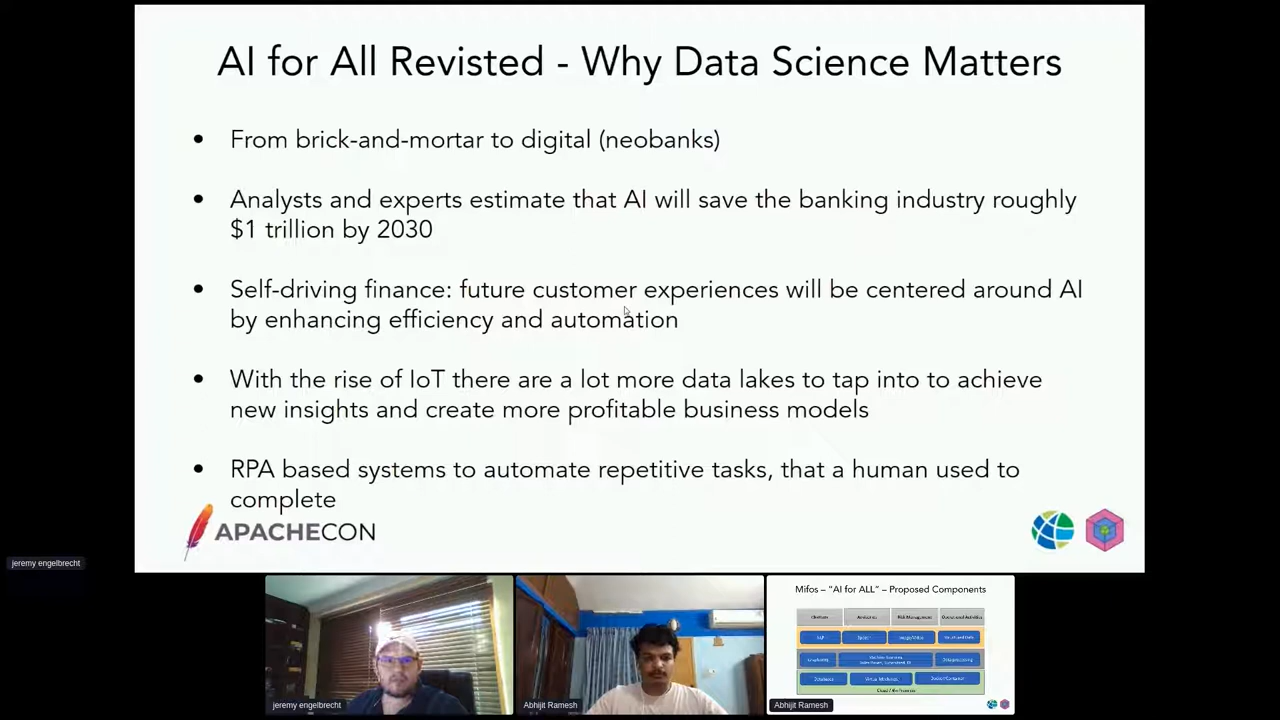 AI for All Revisted - Why Data Science Matters
• From brick-and-mortar to digital (neobanks)
• Analysts and experts estimate that AI will save the banking industry roughly
$1 trillion by 2030
• Self-driving finance: future customer experiences will be centered around AI
by enhancing efficiency and automation
• With the rise of IoT there are a lot more data lakes to tap into to achieve
new insights and create more profitable business models
• RPA based systems to automate repetitive tasks, that a human used to
complete
APACHECON
jeremy engelbrecht
jeremy engelbrecht
Abhijit Ramesh
Mifos – "AI for ALL" – Proposed Components
Risk Management
Databases
Abhijit Ramesh